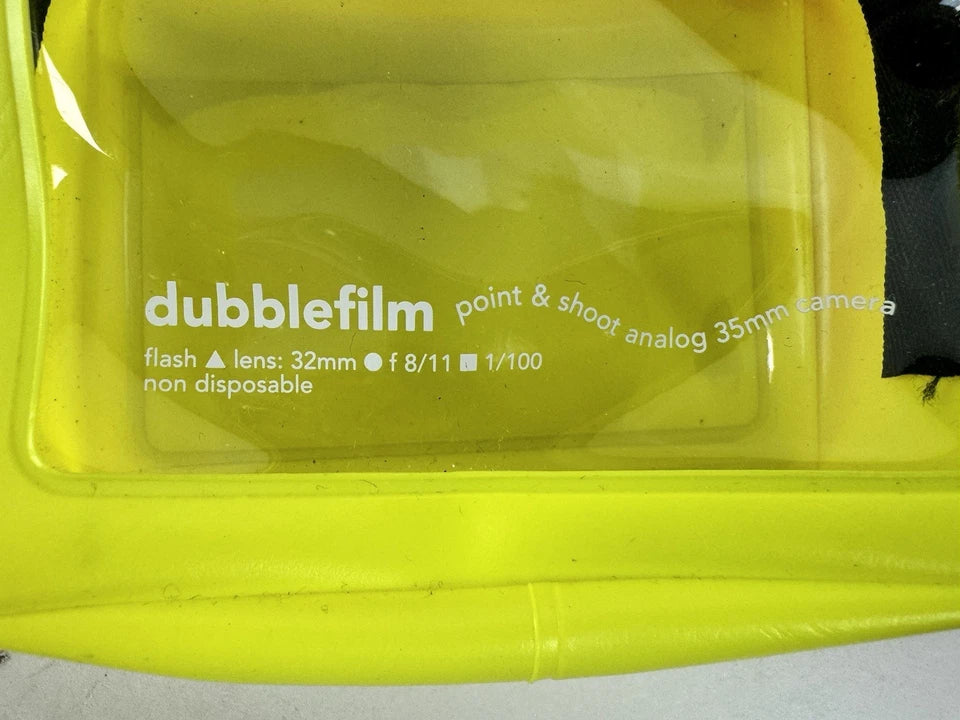 dubblefilm point & shoot analog 35mm camera
flash ▲ lens: 32mm ● f 8/11 ■ 1/100
non disposable